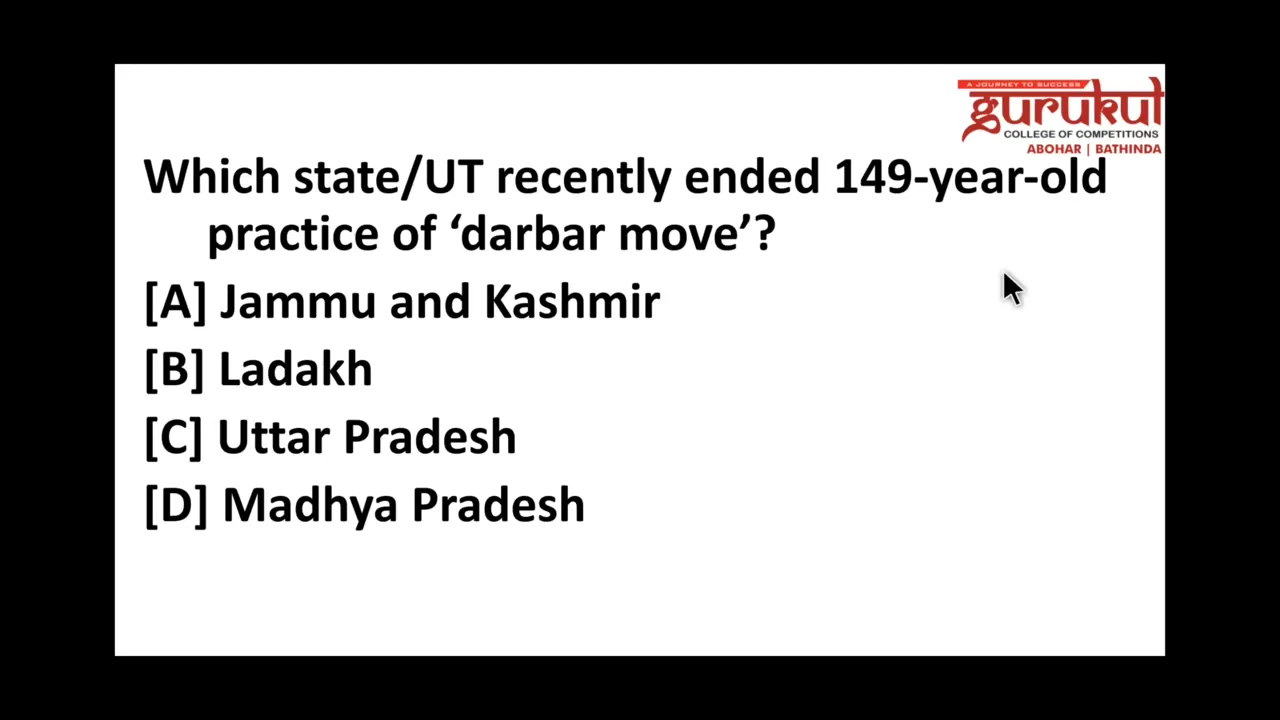 A JOURNEY TO SUCCESS
gurukul
COLLEGE OF COMPETITIONS
ABOHAR | BATHINDA
Which state/UT recently ended 149-year-old
practice of ‘darbar move’?
[A] Jammu and Kashmir
[B] Ladakh
[C] Uttar Pradesh
[D] Madhya Pradesh